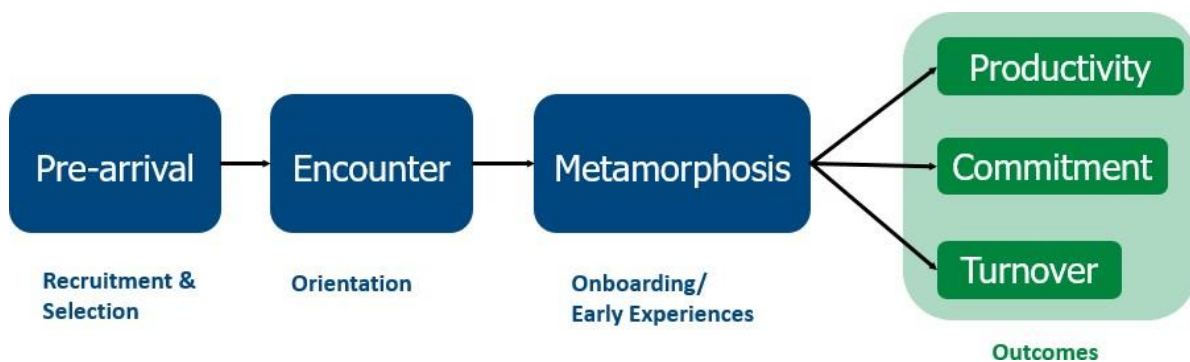 Pre-arrival
Encounter
Metamorphosis
Productivity
Commitment
Turnover
Recruitment &
Selection
Orientation
Onboarding/
Early Experiences
Outcomes